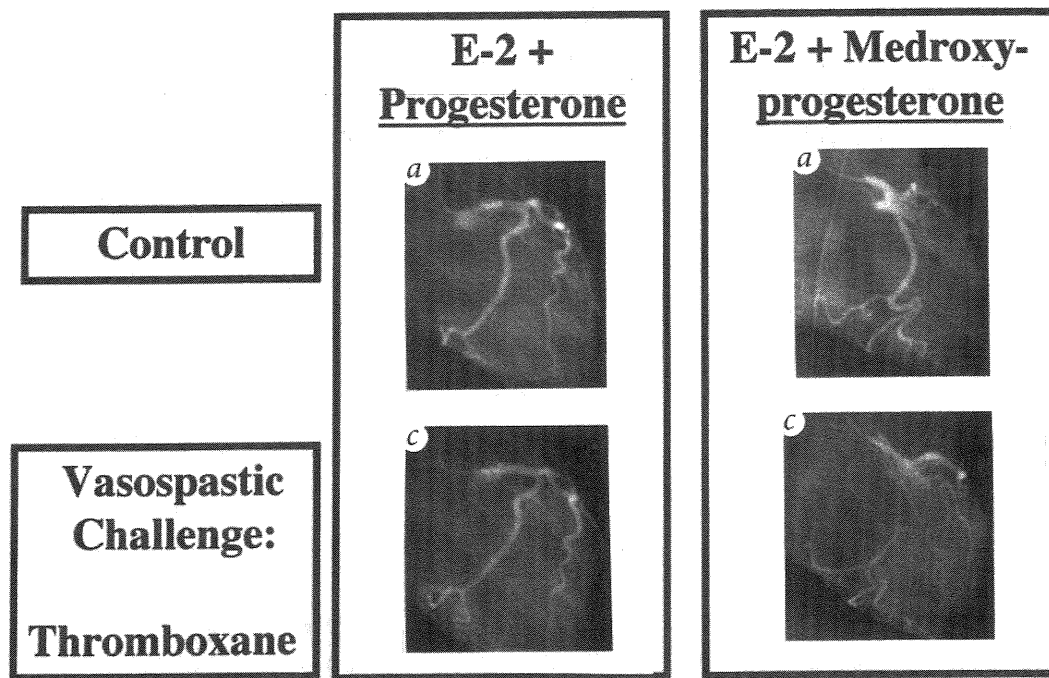 E-2 +
Progesterone
E-2 + Medroxy-
progesterone
a
a
Control
c
c
Vasospastic
Challenge:
Thromboxane